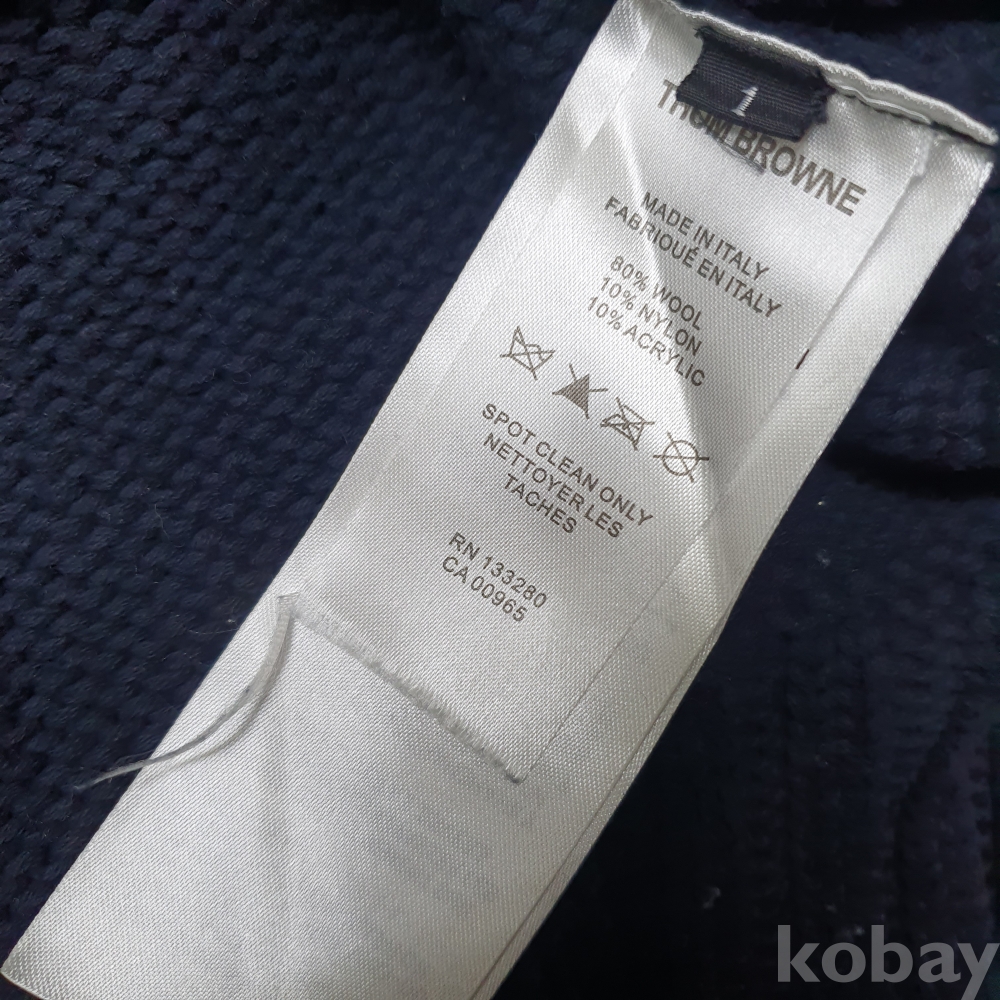 1
THOM BROWNE
MADE IN ITALY
FABRIQUÉ EN ITALY
80% WOOL
10% NYLON
10% ACRYLIC
SPOT CLEAN ONLY
NETTOYER LES
TACHES
RN 133280
CA 00965
kobay